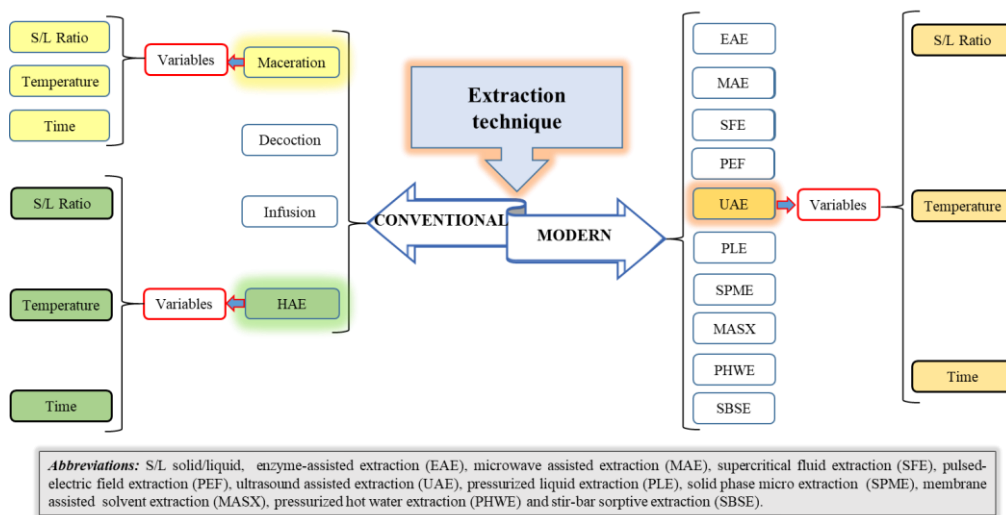 S/L Ratio
Temperature
Time
Variables
Maceration
Decoction
Infusion
S/L Ratio
Temperature
Time
Variables
HAE
Extraction
technique
CONVENTIONAL
MODERN
EAE
MAE
SFE
PEF
UAE
PLE
SPME
MASX
PHWE
SBSE
Variables
S/L Ratio
Temperature
Time
Abbreviations: S/L solid/liquid, enzyme-assisted extraction (EAE), microwave assisted extraction (MAE), supercritical fluid extraction (SFE), pulsed-
electric field extraction (PEF), ultrasound assisted extraction (UAE), pressurized liquid extraction (PLE), solid phase micro extraction (SPME), membrane
assisted solvent extraction (MASX), pressurized hot water extraction (PHWE) and stir-bar sorptive extraction (SBSE).